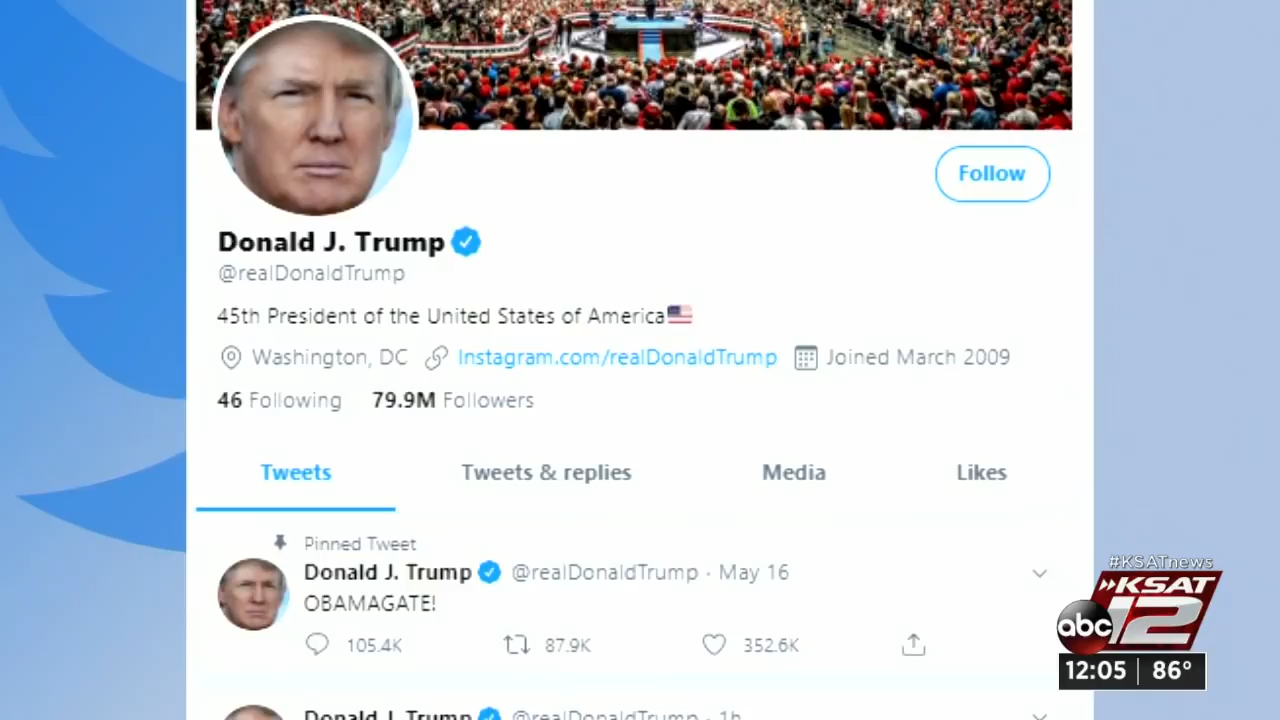 Follow
Donald J. Trump
@realDonaldTrump
45th President of the United States of America
Washington, DC Instagram.com/realDonaldTrump Joined March 2009
46 Following 79.9M Followers
Tweets Tweets & replies Media Likes
Pinned Tweet
Donald J. Trump @realDonaldTrump · May 16
OBAMAGATE!
105.4K 87.9K 352.6K
Donald J. Trump @realDonaldTrump · 1h
#KSATnews
KSAT
abc 12
12:05 86°